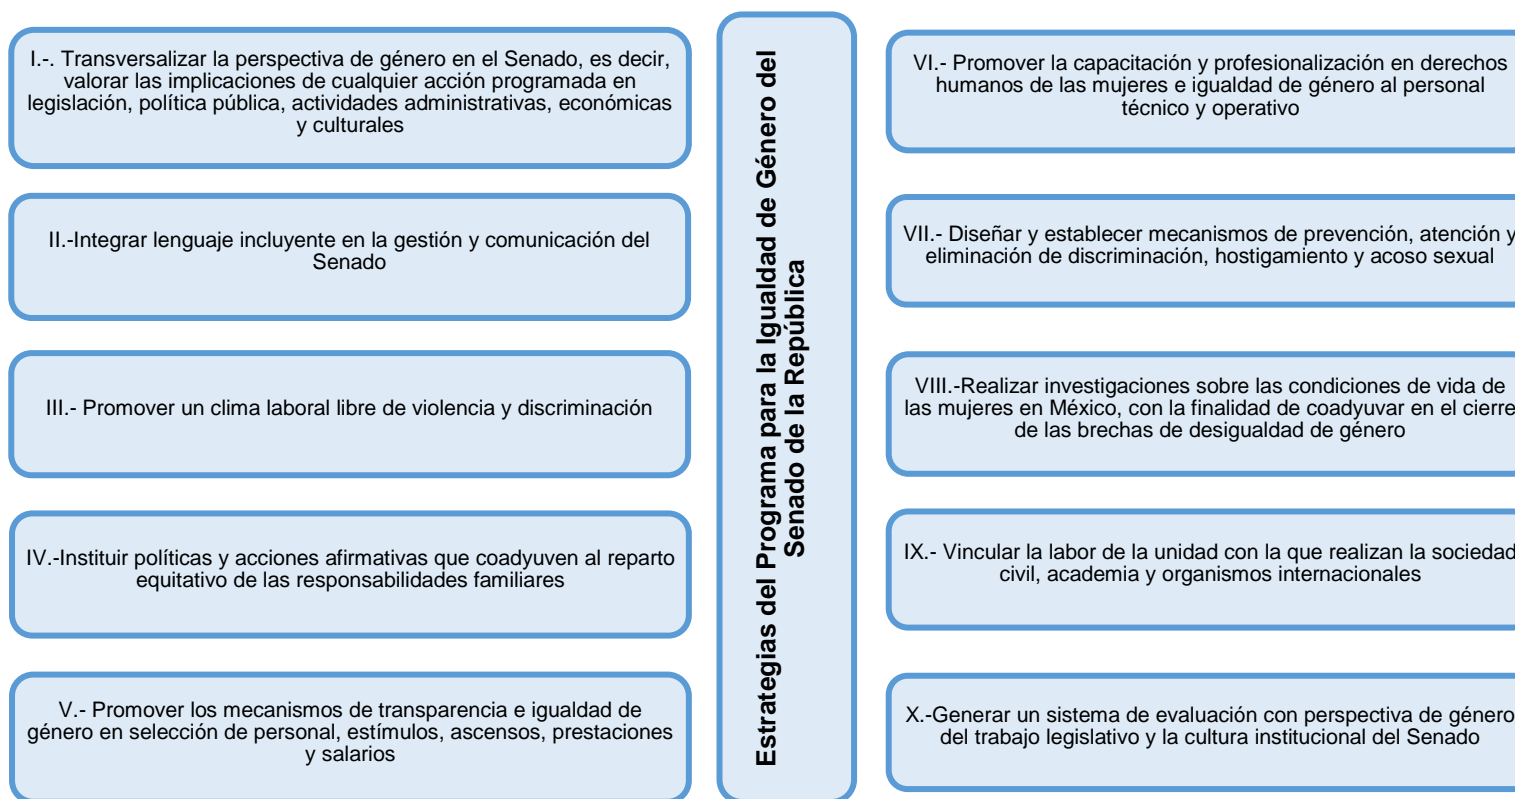 I.-. Transversalizar la perspectiva de género en el Senado, es decir,
valorar las implicaciones de cualquier acción programada en
legislación, política pública, actividades administrativas, económicas
y culturales
II.-Integrar lenguaje incluyente en la gestión y comunicación del
Senado
III.- Promover un clima laboral libre de violencia y discriminación
IV.-Instituir políticas y acciones afirmativas que coadyuven al reparto
equitativo de las responsabilidades familiares
V.- Promover los mecanismos de transparencia e igualdad de
género en selección de personal, estímulos, ascensos, prestaciones
y salarios
Estrategias del Programa para la Igualdad de Género del
Senado de la República
VI.- Promover la capacitación y profesionalización en derechos
humanos de las mujeres e igualdad de género al personal
técnico y operativo
VII.- Diseñar y establecer mecanismos de prevención, atención y
eliminación de discriminación, hostigamiento y acoso sexual
VIII.-Realizar investigaciones sobre las condiciones de vida de
las mujeres en México, con la finalidad de coadyuvar en el cierre
de las brechas de desigualdad de género
IX.- Vincular la labor de la unidad con la que realizan la sociedad
civil, academia y organismos internacionales
X.-Generar un sistema de evaluación con perspectiva de género
del trabajo legislativo y la cultura institucional del Senado